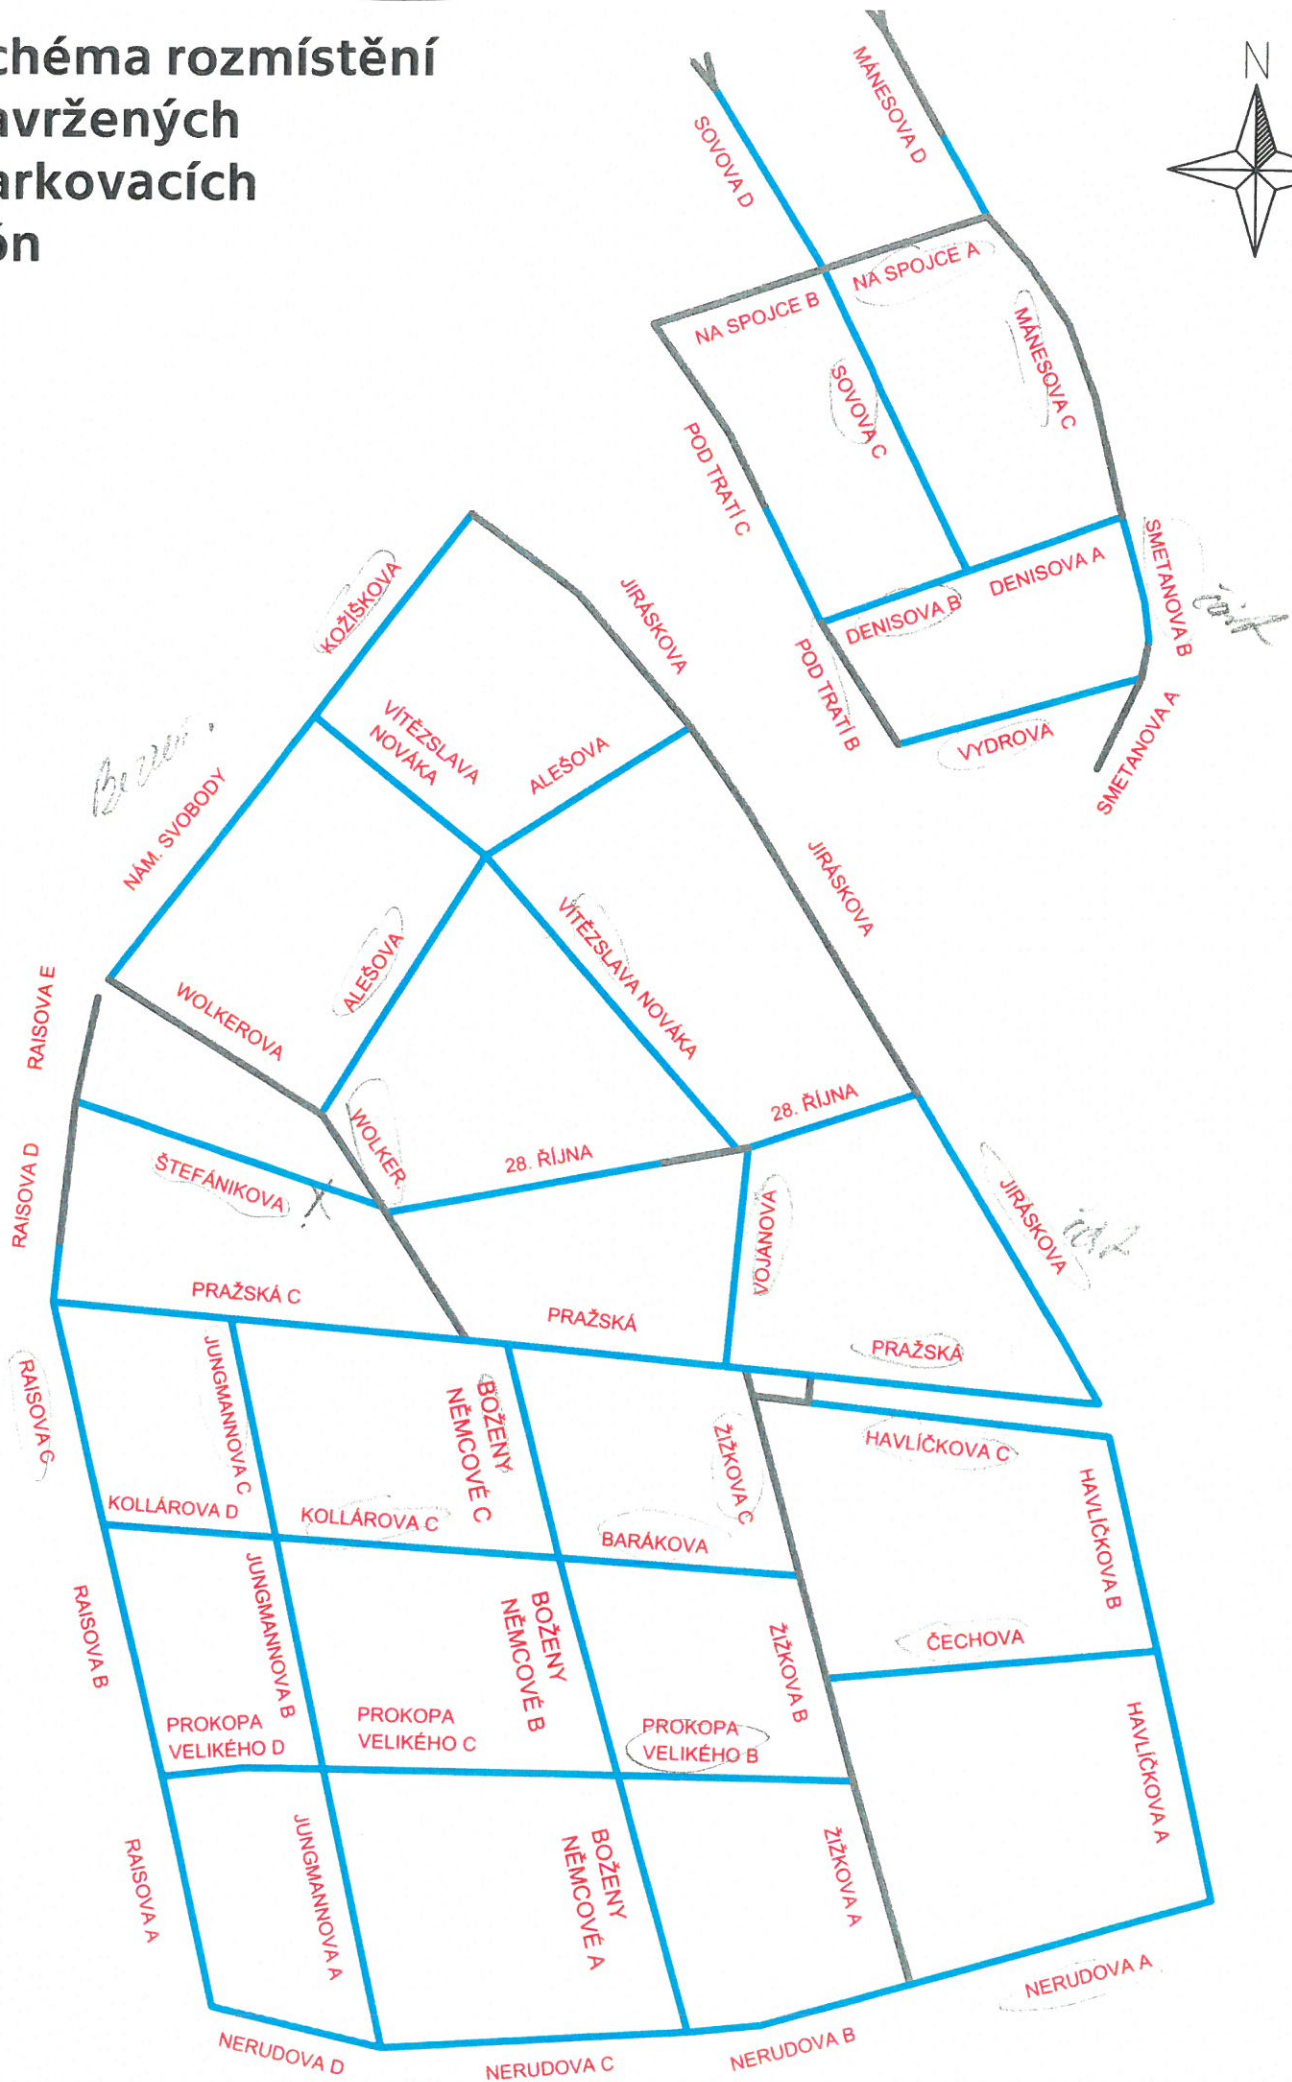 chéma rozmístění
avržených
arkovacích
ón
N
MÁNESOVA D
SOVOVA D
NA SPOJCE A
NA SPOJCE B
MÁNESOVA C
SOVOVA C
POD TRATÍ C
SMETANOVA B
DENISOVA A
DENISOVA B
POD TRATÍ B
VYDROVA
SMETANOVA A
KOŽÍŠKOVA
JIRÁSKOVA
VÍTĚZSLAVA
NOVÁKA
ALEŠOVA
NÁM. SVOBODY
JIRÁSKOVA
ALEŠOVA
VÍTĚZSLAVA NOVÁKA
RAISOVA E
WOLKEROVA
28. ŘÍJNA
WOLKER.
28. ŘÍJNA
RAISOVA D
ŠTEFÁNIKOVA
X
VOJANOVA
JIRÁSKOVA
PRAŽSKÁ C
PRAŽSKÁ
PRAŽSKÁ
RAISOVA C
JUNGMANNOVA C
BOŽENY
NĚMCOVÉ C
ŽIŽKOVA C
HAVLÍČKOVA C
KOLLÁROVA D
KOLLÁROVA C
BARÁKOVA
HAVLÍČKOVA B
RAISOVA B
JUNGMANNOVA B
BOŽENY
NĚMCOVÉ B
ŽIŽKOVA B
ČECHOVA
PROKOPA
VELIKÉHO D
PROKOPA
VELIKÉHO C
PROKOPA
VELIKÉHO B
HAVLÍČKOVA A
RAISOVA A
JUNGMANNOVA A
BOŽENY
NĚMCOVÉ A
ŽIŽKOVA A
NERUDOVA A
NERUDOVA D
NERUDOVA C
NERUDOVA B